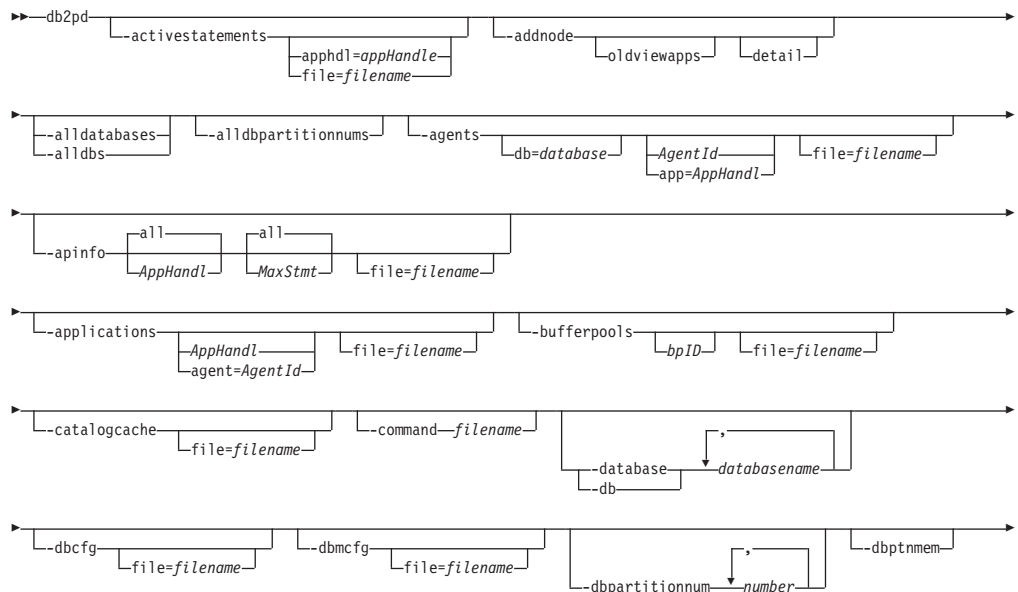 db2pd
-activestatements
apphdl=appHandle
file=filename
-addnode
oldviewapps
detail
-alldatabases
-alldbs
-alldbpartitionnums
-agents
db=database
AgentId
app=AppHandl
file=filename
-apinfo
all
AppHandl
all
MaxStmt
file=filename
-applications
AppHandl
agent=AgentId
file=filename
-bufferpools
bpID
file=filename
-catalogcache
file=filename
-command filename
-database
-db
,
databasename
-dbcfg
file=filename
-dbmcfg
file=filename
-dbpartitionnum
,
number
-dbptnmem